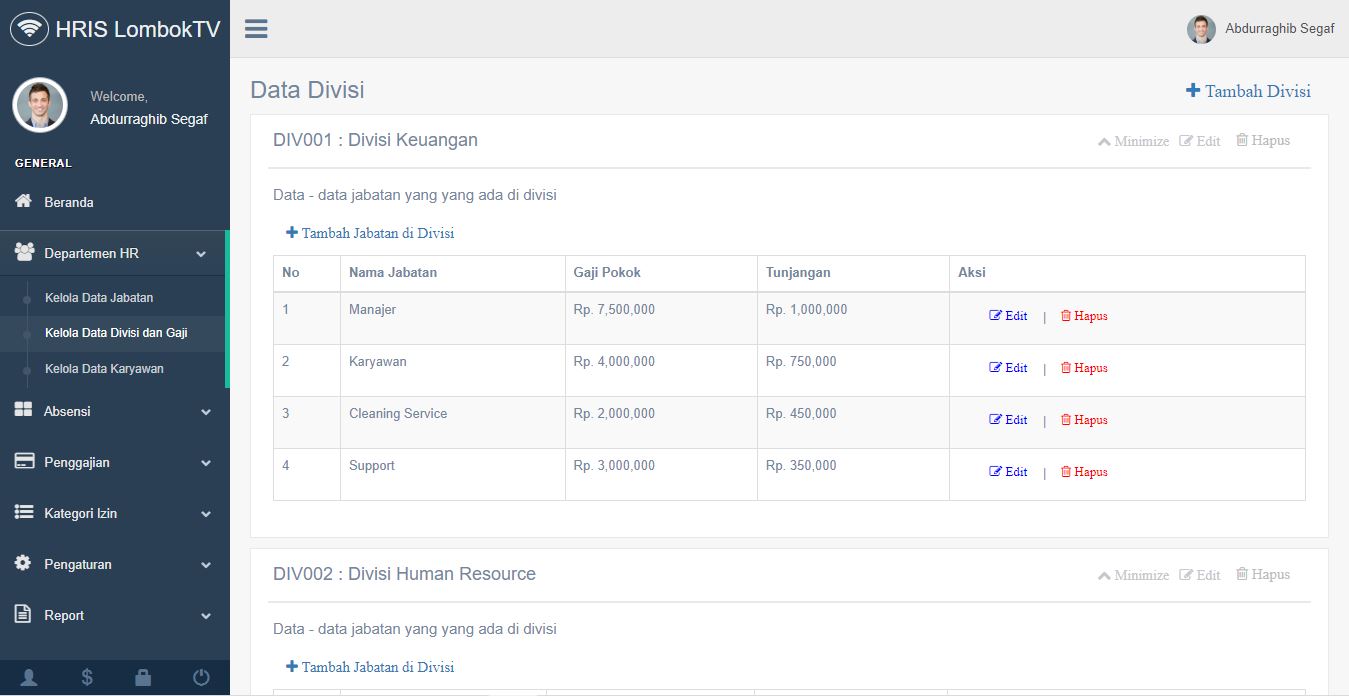 HRIS LombokTV
Abdurraghib Segaf
Welcome,
Abdurraghib Segaf
GENERAL
Beranda
Departemen HR
Kelola Data Jabatan
Kelola Data Divisi dan Gaji
Kelola Data Karyawan
Absensi
Penggajian
Kategori Izin
Pengaturan
Report
Data Divisi
Tambah Divisi
DIV001 : Divisi Keuangan
Minimize Edit Hapus
Data - data jabatan yang yang ada di divisi
Tambah Jabatan di Divisi
No Nama Jabatan Gaji Pokok Tunjangan Aksi
1 Manajer Rp. 7,500,000 Rp. 1,000,000 Edit | Hapus
2 Karyawan Rp. 4,000,000 Rp. 750,000 Edit | Hapus
3 Cleaning Service Rp. 2,000,000 Rp. 450,000 Edit | Hapus
4 Support Rp. 3,000,000 Rp. 350,000 Edit | Hapus
DIV002 : Divisi Human Resource
Minimize Edit Hapus
Data - data jabatan yang yang ada di divisi
Tambah Jabatan di Divisi